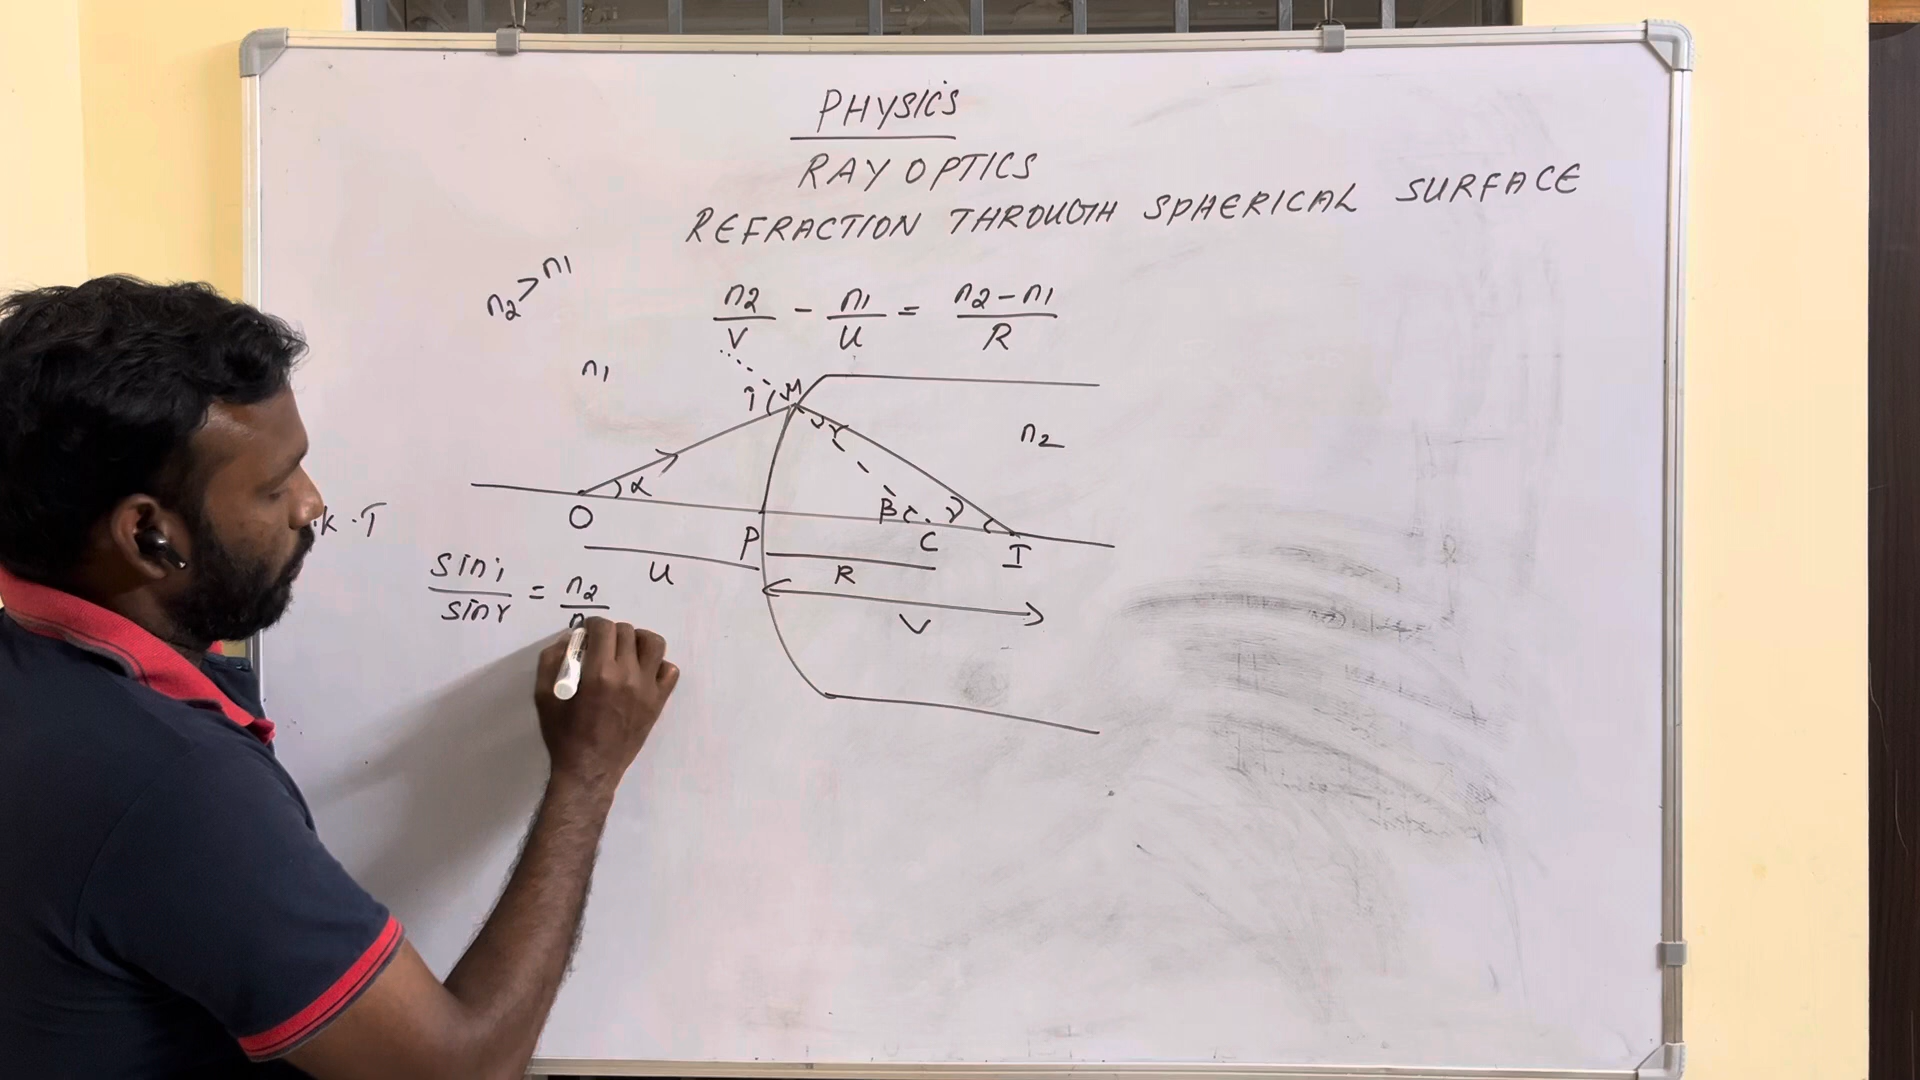 PHYSICS
RAY OPTICS
REFRACTION THROUGH SPHERICAL SURFACE
n2 > n1
n2/v - n1/u = n2-n1/R
n1
i
M
r
n2
α
β
γ
O
P
C
I
.K.T
u
R
v
sin i/sin r = n2/n